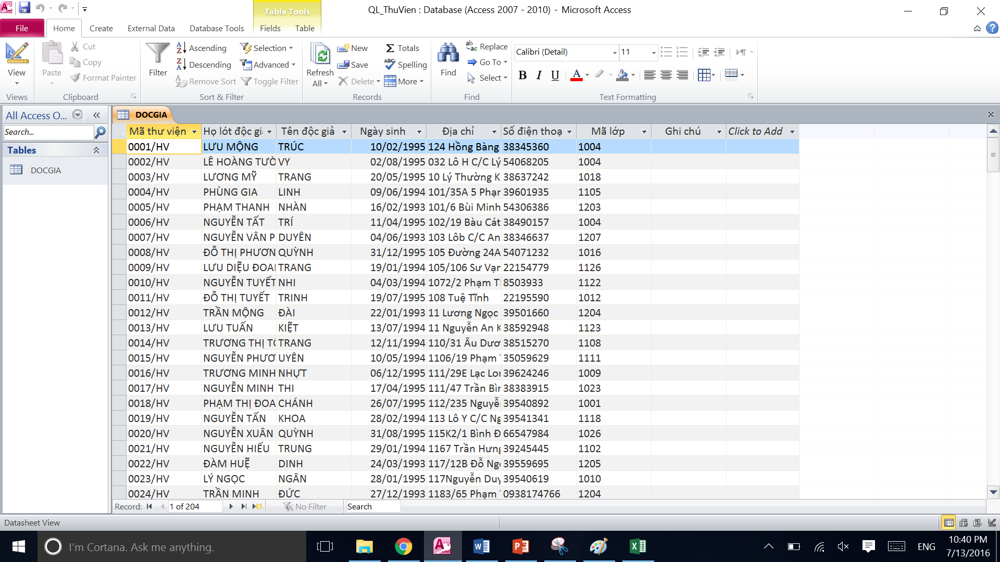 QL_ThuVien : Database (Access 2007 - 2010) - Microsoft Access
Table Tools
File Home Create External Data Database Tools Fields Table
View
Views
Paste
Cut
Copy
Format Painter
Clipboard
Filter
Ascending
Descending
Remove Sort
Selection
Advanced
Toggle Filter
Sort & Filter
Refresh All
New
Save
Delete
Totals
Spelling
More
Records
Find
Replace
Go To
Select
Find
Calibri (Detail) 11
B I U A
Text Formatting
All Access O...
Search...
Tables
DOCGIA
DOCGIA
Mã thư viện Họ lót độc gi Tên độc giả Ngày sinh Địa chỉ Số điện thoạ Mã lớp Ghi chú Click to Add
0001/HV LƯU MỘNG TRÚC 10/02/1995 124 Hồng Bàng 38345360 1004
0002/HV LÊ HOÀNG TƯỜ VY 02/08/1995 032 Lô H C/C Lý 54068205 1004
0003/HV LƯƠNG MỸ TRANG 20/05/1995 10 Lý Thường K 38637242 1018
0004/HV PHÙNG GIA LINH 09/06/1994 101/35A 5 Phạn 39601935 1105
0005/HV PHẠM THANH NHÀN 16/02/1993 101/6 Bùi Minh 54306386 1203
0006/HV NGUYỄN TẤT TRÍ 11/04/1995 102/19 Bàu Cát 38490157 1004
0007/HV NGUYỄN VÂN P DUYÊN 04/06/1993 103 Lôb C/C An 38346637 1207
0008/HV ĐỖ THỊ PHƯƠN QUỲNH 31/12/1995 105 Đường 24A 54071232 1016
0009/HV LƯU DIỆU ĐOAI TRANG 19/01/1994 105/106 Sư Vạn 22154779 1126
0010/HV NGUYỄN TUYẾT NHI 04/03/1994 1072/2 Phạm Tl 8503933 1122
0011/HV ĐỖ THỊ TUYẾT TRINH 19/07/1995 108 Tuệ Tĩnh 22195590 1012
0012/HV TRẦN MỘNG ĐÀI 22/01/1993 11 Lương Ngọc 39501660 1204
0013/HV LƯU TUẤN KIỆT 13/07/1994 11 Nguyễn An K 38592948 1123
0014/HV TRƯƠNG THỊ TỐ TRANG 12/11/1994 110/31 Âu Dươ 38515270 1108
0015/HV NGUYỄN PHƯƠ UYÊN 10/05/1994 1106/19 Phạm 35059629 1111
0016/HV TRƯƠNG MINH NHỰT 06/12/1995 111/29E Lạc Lon 39624246 1009
0017/HV NGUYỄN MINH THI 17/04/1995 111/47 Trần Bìn 38383915 1023
0018/HV PHẠM THỊ ĐOA CHÁNH 26/07/1995 112/235 Nguyễ 39540892 1001
0019/HV NGUYỄN TẤN KHOA 28/02/1994 113 Lô Y C/C Ng 39541341 1118
0020/HV NGUYỄN XUÂN QUỲNH 31/08/1995 115K2/1 Bình Đ 66547984 1026
0021/HV NGUYỄN HIẾU TRUNG 29/01/1994 1167 Trần Hưng 39245445 1102
0022/HV ĐÀM HUỆ DINH 24/03/1993 117/12B Đỗ Ngọ 39559695 1205
0023/HV LÝ NGỌC NGÂN 28/01/1995 117Nguyễn Duy 39540619 1010
0024/HV TRẦN MINH ĐỨC 27/12/1993 1183/65 Phạm 0938174766 1204
Record: 1 of 204 No Filter Search
Datasheet View
I'm Cortana. Ask me anything.
ENG
10:40 PM
7/13/2016